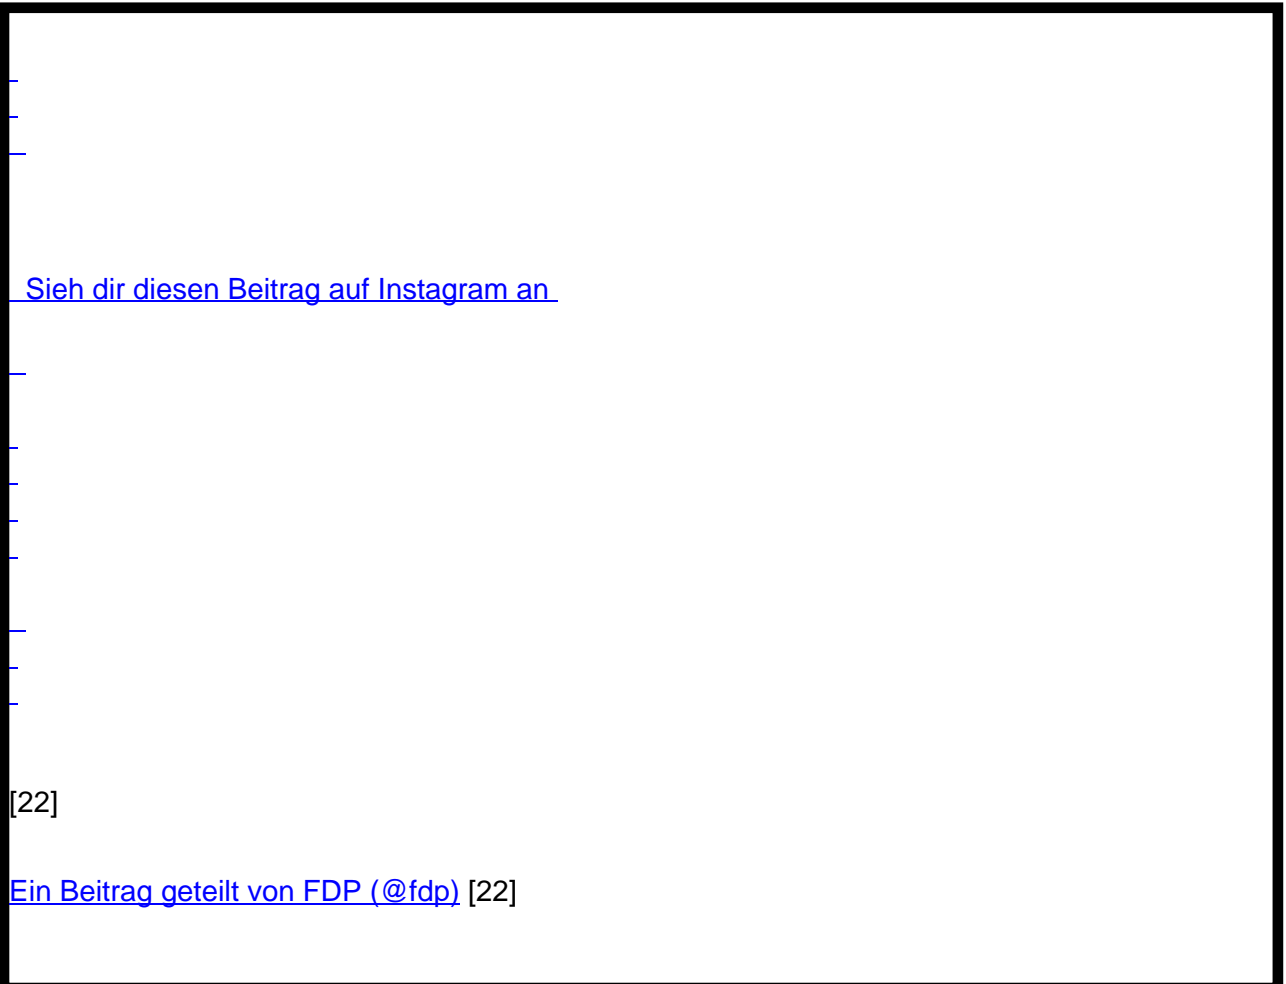 Sieh dir diesen Beitrag auf Instagram an
[22]
Ein Beitrag geteilt von FDP (@fdp) [22]